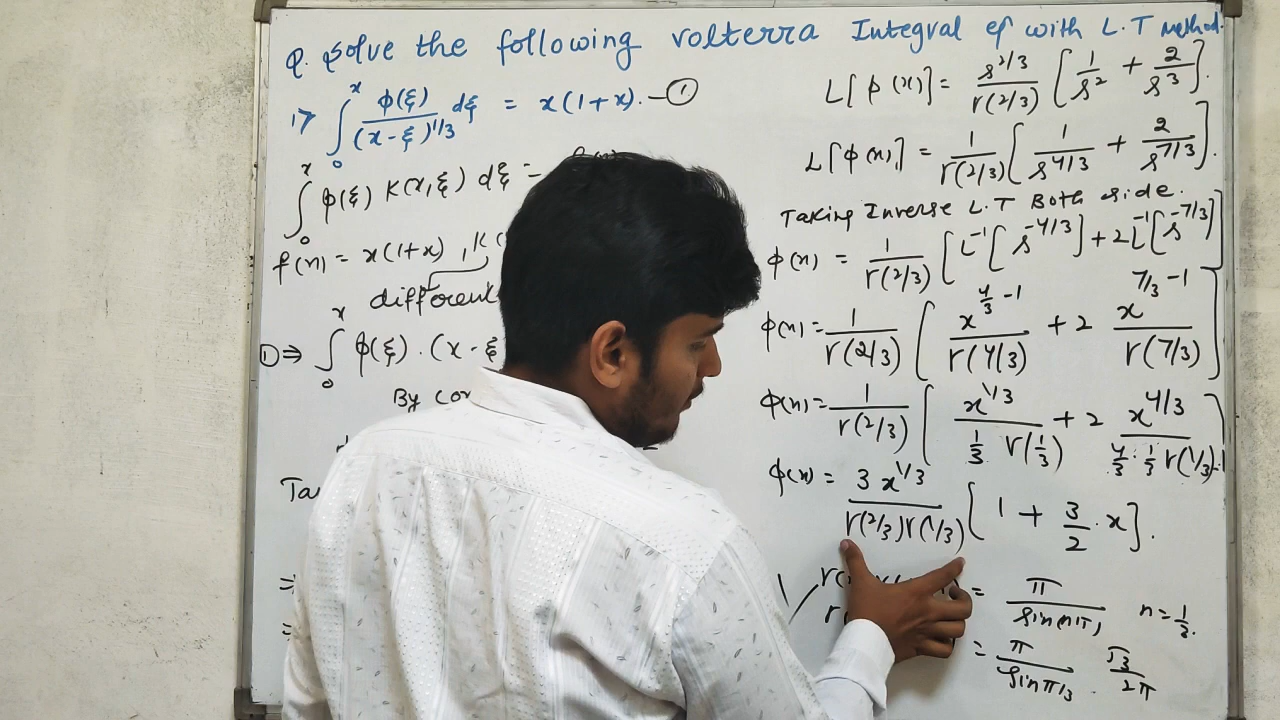 Q. Solve the following volterra Integral eq with L.T Method.
1> ∫₀ˣ φ(ξ)/(x-ξ)^1/3 dξ = x(1+x). —①
∫₀ˣ φ(ξ) K(x,ξ) dξ =
f(x) = x(1+x) , K(
different
①⇒ ∫₀ˣ φ(ξ) . (x-ξ
By con
L[φ(x)] = s^2/3/Γ(2/3) [1/s² + 2/s³].
L[φ(x)] = 1/Γ(2/3) [1/s^4/3 + 2/s^7/3].
Taking Inverse L.T Both side.
φ(x) = 1/Γ(2/3) [L⁻¹[s^-4/3] + 2L⁻¹[s^-7/3]]
φ(x) = 1/Γ(2/3) [x^4/3 -1/Γ(4/3) + 2 x^7/3 -1/Γ(7/3)]
φ(x) = 1/Γ(2/3) [x^1/3/1/3 Γ(1/3) + 2 x^4/3/4/3 . 1/3 Γ(1/3)]
φ(x) = 3 x^1/3/Γ(2/3)Γ(1/3) [1 + 3/2 . x].
= π/sin(nπ) n = 1/3.
= π/sinπ/3 √3/2π